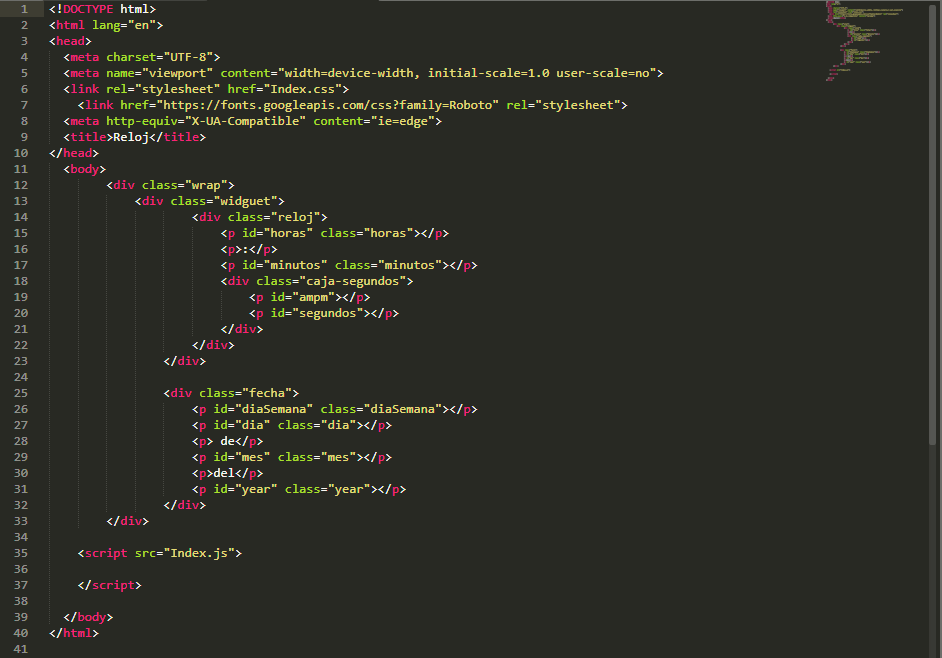 1 <!DOCTYPE html>
2 <html lang="en">
3 <head>
4 <meta charset="UTF-8">
5 <meta name="viewport" content="width=device-width, initial-scale=1.0 user-scale=no">
6 <link rel="stylesheet" href="Index.css">
7 <link href="https://fonts.googleapis.com/css?family=Roboto" rel="stylesheet">
8 <meta http-equiv="X-UA-Compatible" content="ie=edge">
9 <title>Reloj</title>
10 </head>
11 <body>
12 <div class="wrap">
13 <div class="widguet">
14 <div class="reloj">
15 <p id="horas" class="horas"></p>
16 <p>:</p>
17 <p id="minutos" class="minutos"></p>
18 <div class="caja-segundos">
19 <p id="ampm"></p>
20 <p id="segundos"></p>
21 </div>
22 </div>
23 </div>
24
25 <div class="fecha">
26 <p id="diaSemana" class="diaSemana"></p>
27 <p id="dia" class="dia"></p>
28 <p> de</p>
29 <p id="mes" class="mes"></p>
30 <p>del</p>
31 <p id="year" class="year"></p>
32 </div>
33 </div>
34
35 <script src="Index.js">
36
37 </script>
38
39 </body>
40 </html>
41